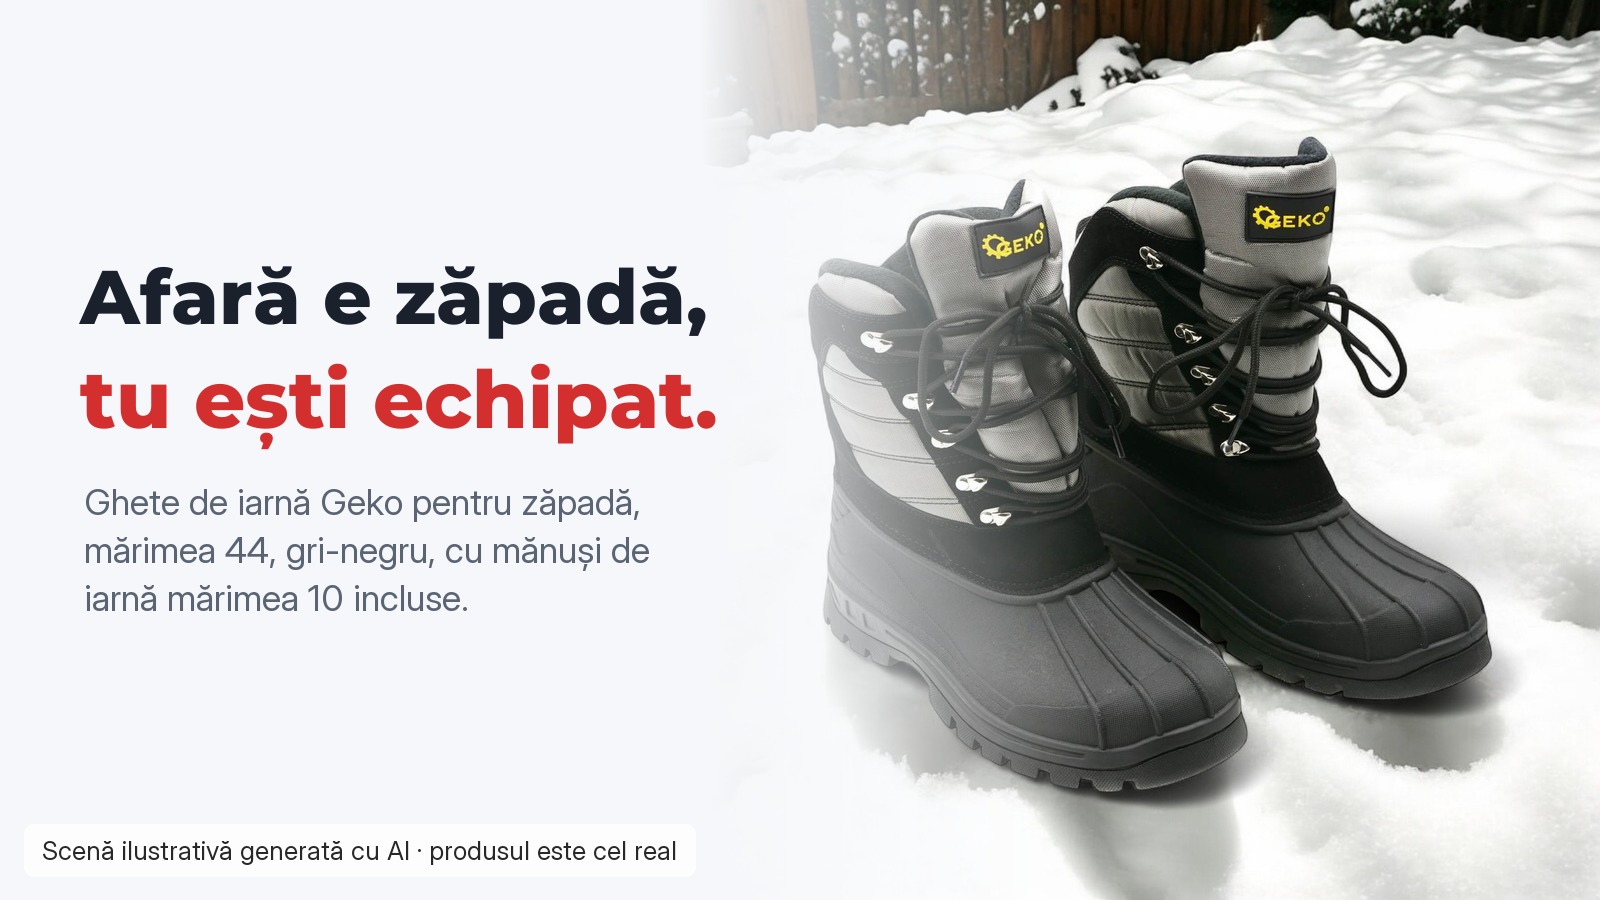 Afară e zăpadă,
tu ești echipat.
Ghete de iarnă Geko pentru zăpadă,
mărimea 44, gri-negru, cu mănuși de
iarnă mărimea 10 incluse.
GEKO
GEKO
Scenă ilustrativă generată cu AI · produsul este cel real